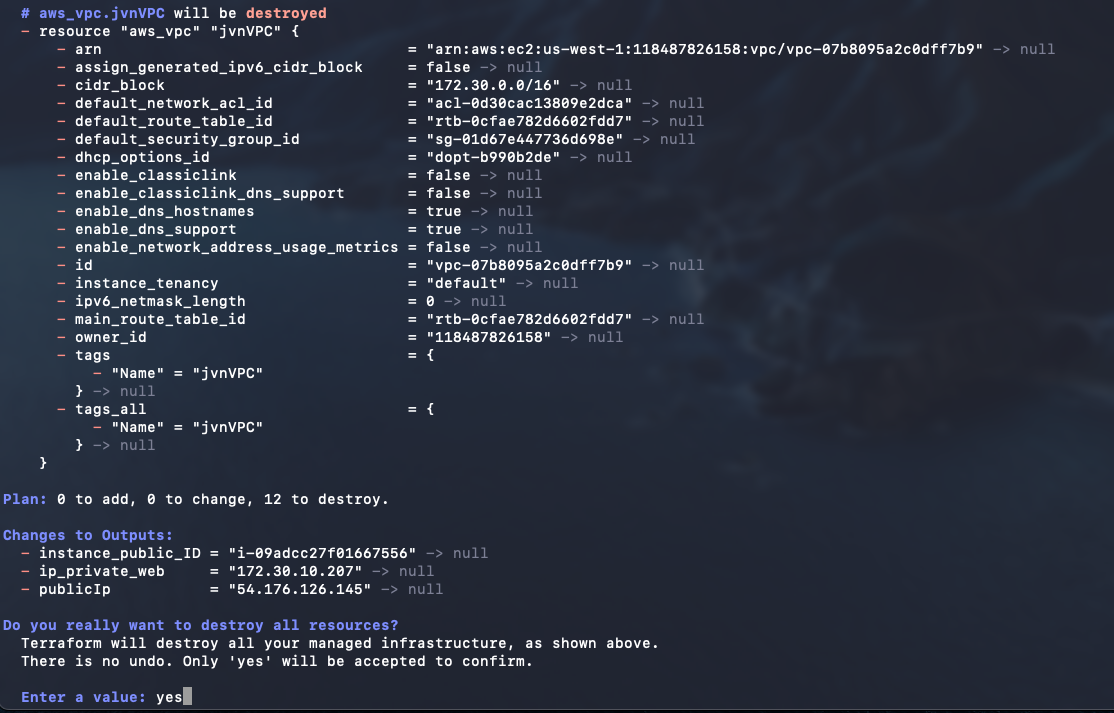 # aws_vpc.jvnVPC will be destroyed
- resource "aws_vpc" "jvnVPC" {
- arn = "arn:aws:ec2:us-west-1:118487826158:vpc/vpc-07b8095a2c0dff7b9" -> null
- assign_generated_ipv6_cidr_block = false -> null
- cidr_block = "172.30.0.0/16" -> null
- default_network_acl_id = "acl-0d30cac13809e2dca" -> null
- default_route_table_id = "rtb-0cfae782d6602fdd7" -> null
- default_security_group_id = "sg-01d67e447736d698e" -> null
- dhcp_options_id = "dopt-b990b2de" -> null
- enable_classiclink = false -> null
- enable_classiclink_dns_support = false -> null
- enable_dns_hostnames = true -> null
- enable_dns_support = true -> null
- enable_network_address_usage_metrics = false -> null
- id = "vpc-07b8095a2c0dff7b9" -> null
- instance_tenancy = "default" -> null
- ipv6_netmask_length = 0 -> null
- main_route_table_id = "rtb-0cfae782d6602fdd7" -> null
- owner_id = "118487826158" -> null
- tags = {
- "Name" = "jvnVPC"
} -> null
- tags_all = {
- "Name" = "jvnVPC"
} -> null
}
Plan: 0 to add, 0 to change, 12 to destroy.
Changes to Outputs:
- instance_public_ID = "i-09adcc27f01667556" -> null
- ip_private_web = "172.30.10.207" -> null
- publicIp = "54.176.126.145" -> null
Do you really want to destroy all resources?
Terraform will destroy all your managed infrastructure, as shown above.
There is no undo. Only 'yes' will be accepted to confirm.
Enter a value: yes